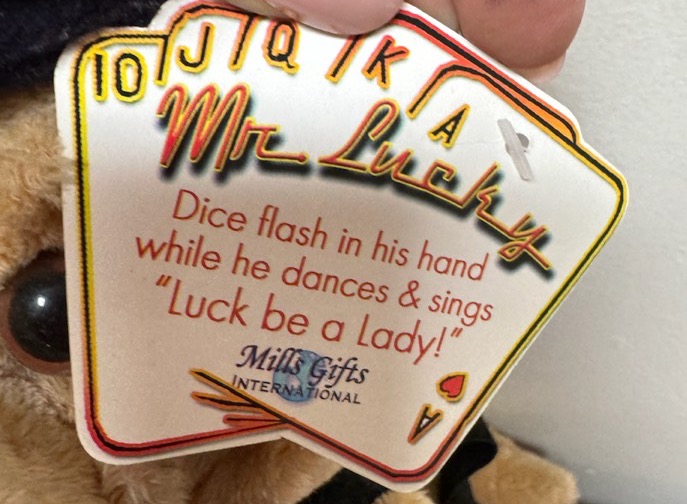 10 J Q K A
Mr. Lucky
Dice flash in his hand
while he dances & sings
"Luck be a Lady!"
Mills Gifts
INTERNATIONAL
A